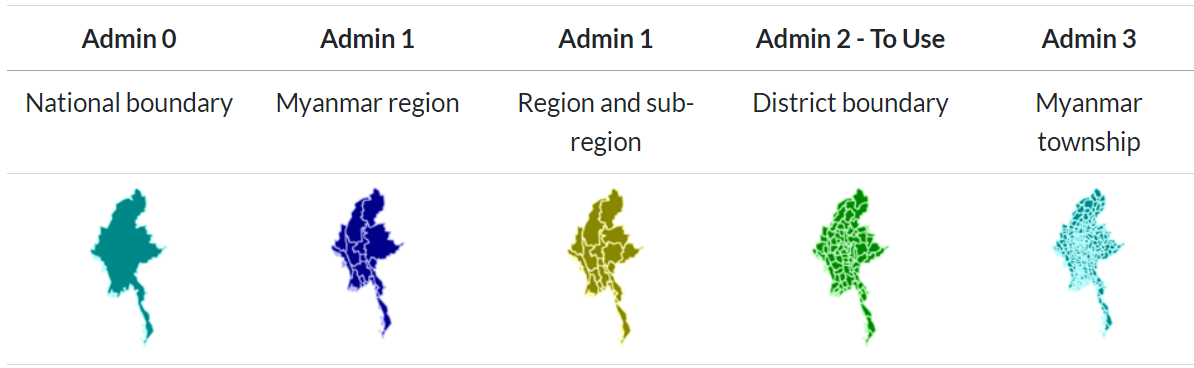 Admin 0 Admin 1 Admin 1 Admin 2 - To Use Admin 3
National boundary Myanmar region Region and sub- District boundary Myanmar
region township